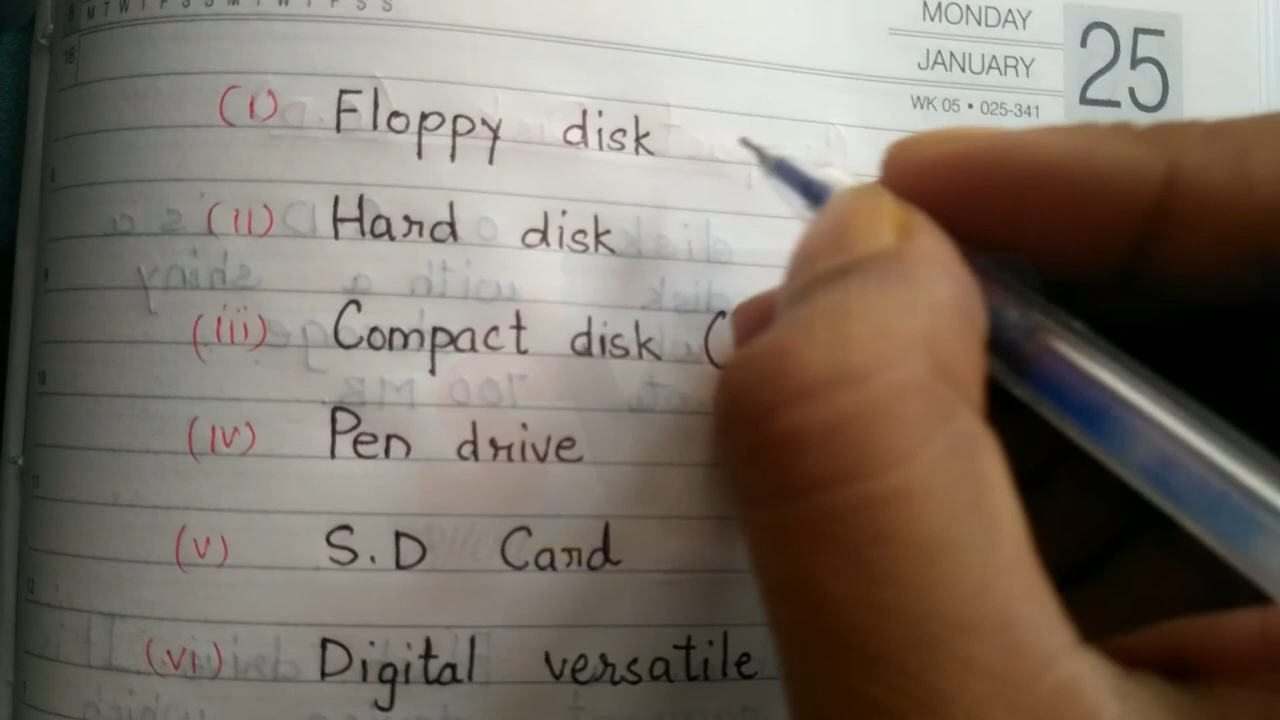 MONDAY
JANUARY
25
WK 05 • 025-341
(i) Floppy disk
(ii) Hard disk
(iii) Compact disk (
(iv) Pen drive
(v) S.D Card
(vi) Digital versatile